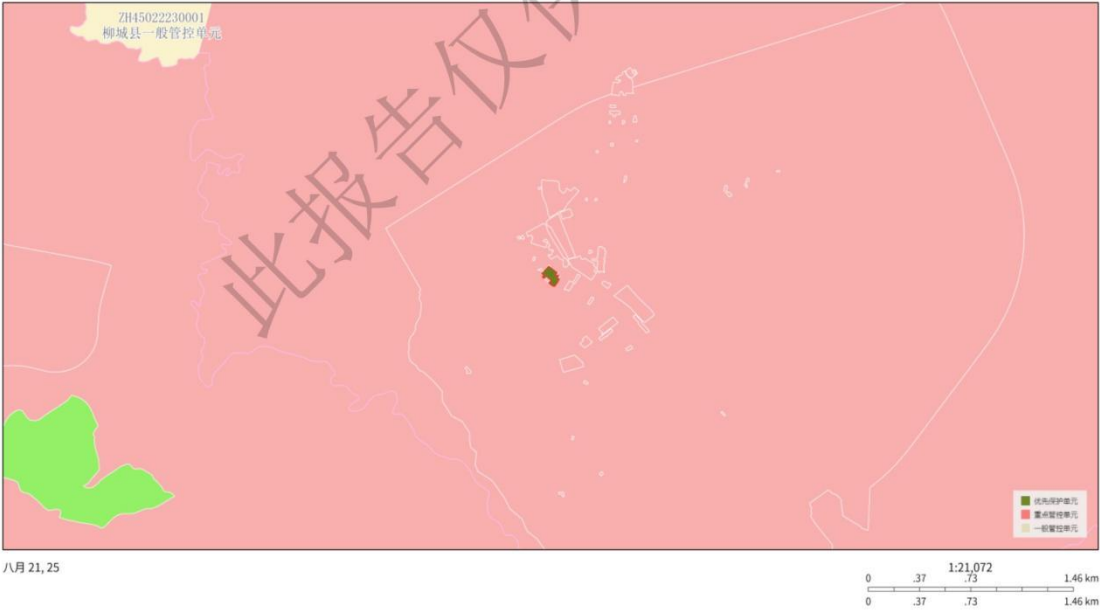 ZH45022230001
柳城县一般管控单元
此报告仅
优先保护单元
重点管控单元
一般管控单元
八月 21, 25
1:21,072
0 .37 .73 1.46 km
0 .37 .73 1.46 km